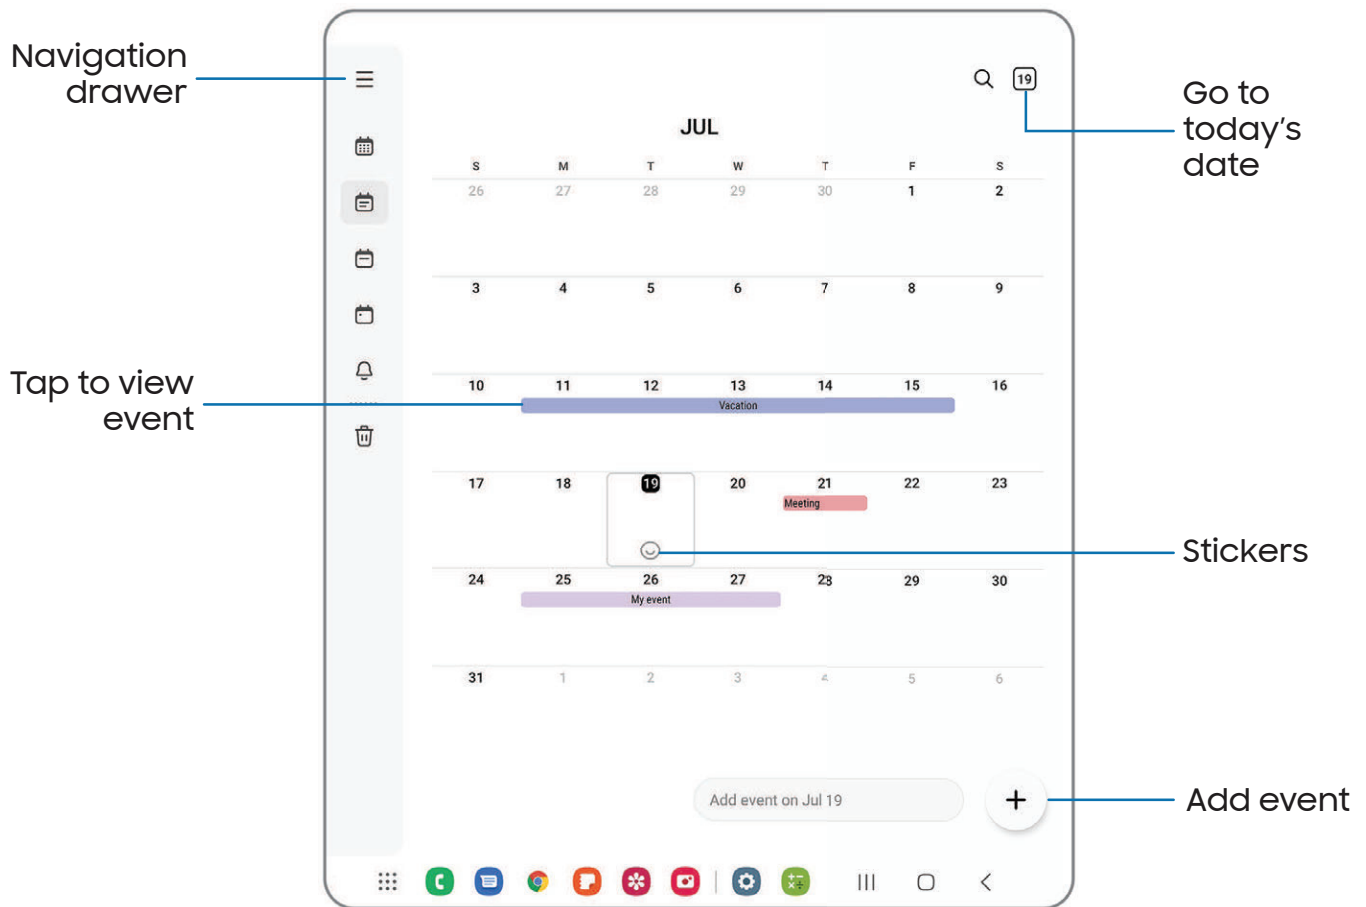 Navigation
drawer
19
Go to
today's
date
JUL
S M T W T F S
26 27 28 29 30 1 2
3 4 5 6 7 8 9
Tap to view
event
10 11 12 13 14 15 16
Vacation
17 18 19 20 21 22 23
Meeting
Stickers
24 25 26 27 28 29 30
My event
31 1 2 3 4 5 6
Add event on Jul 19
+
Add event